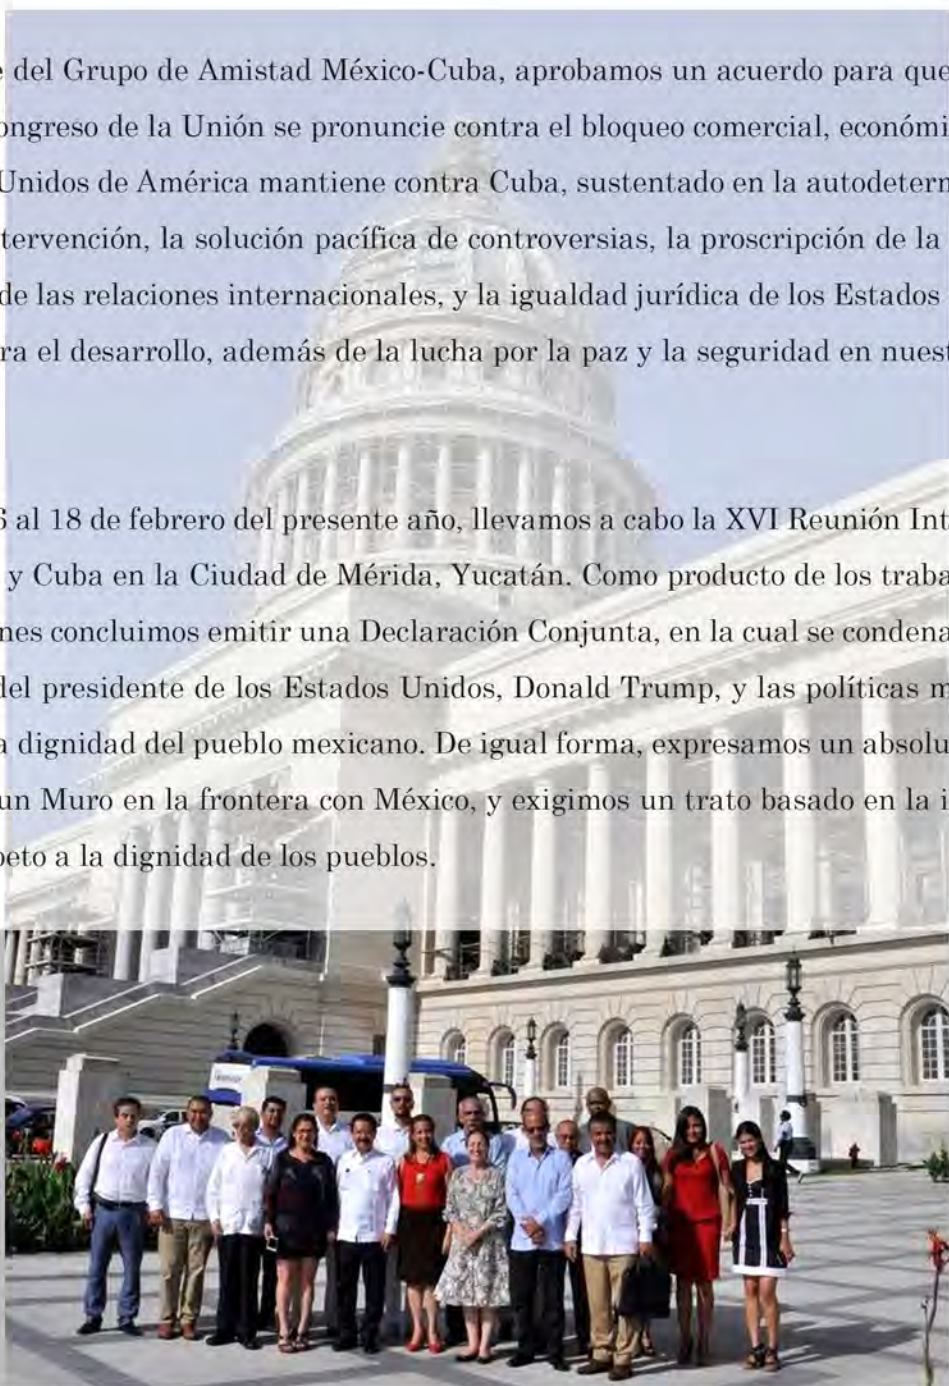 del Grupo de Amistad México-Cuba, aprobamos un acuerdo para que
ongreso de la Unión se pronuncie contra el bloqueo comercial, económi
Unidos de América mantiene contra Cuba, sustentado en la autodeterm
tervención, la solución pacífica de controversias, la proscripción de la
de las relaciones internacionales, y la igualdad jurídica de los Estados
ra el desarrollo, además de la lucha por la paz y la seguridad en nuest
6 al 18 de febrero del presente año, llevamos a cabo la XVI Reunión Int
y Cuba en la Ciudad de Mérida, Yucatán. Como producto de los traba
nes concluimos emitir una Declaración Conjunta, en la cual se condena
del presidente de los Estados Unidos, Donald Trump, y las políticas m
a dignidad del pueblo mexicano. De igual forma, expresamos un absolu
un Muro en la frontera con México, y exigimos un trato basado en la i
peto a la dignidad de los pueblos.